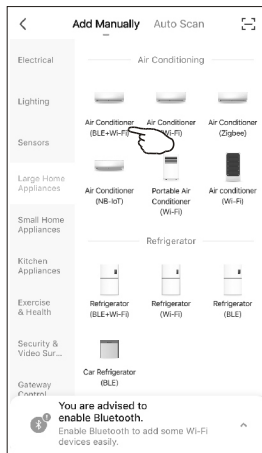 Add Manually Auto Scan
Electrical
Lighting
Sensors
Large Home
Appliances
Small Home
Appliances
Kitchen
Appliances
Exercise
& Health
Security &
Video Sur...
Gateway
Control
Air Conditioning
Air Conditioner
(BLE+Wi-Fi)
Air Conditioner
(Wi-Fi)
Air Conditioner
(Zigbee)
Air Conditioner
(NB-IoT)
Portable Air
Conditioner
(Wi-Fi)
Air conditioner
(Wi-Fi)
Refrigerator
Refrigerator
(BLE+Wi-Fi)
Refrigerator
(Wi-Fi)
Refrigerator
(BLE)
Car Refrigerator
(BLE)
You are advised to
enable Bluetooth.
Enable Bluetooth to add some Wi-Fi
devices easily.